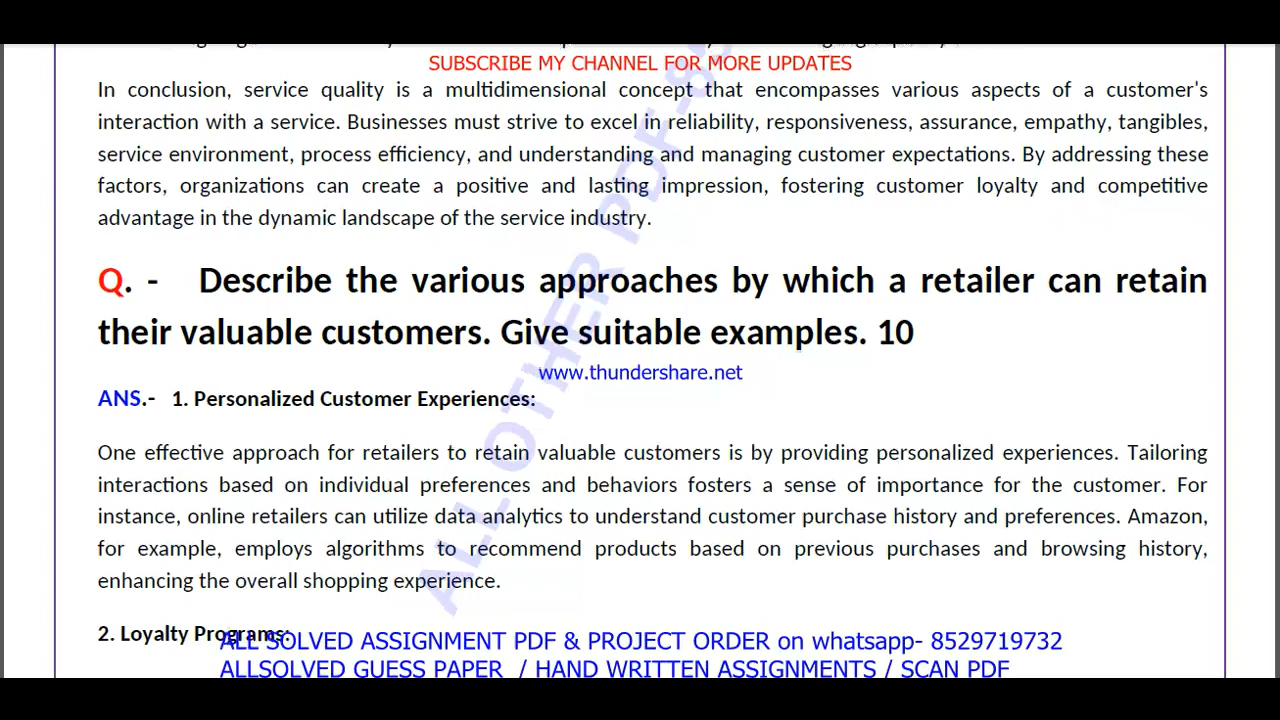 SUBSCRIBE MY CHANNEL FOR MORE UPDATES
In conclusion, service quality is a multidimensional concept that encompasses various aspects of a customer's
interaction with a service. Businesses must strive to excel in reliability, responsiveness, assurance, empathy, tangibles,
service environment, process efficiency, and understanding and managing customer expectations. By addressing these
factors, organizations can create a positive and lasting impression, fostering customer loyalty and competitive
advantage in the dynamic landscape of the service industry.
Q. - Describe the various approaches by which a retailer can retain
their valuable customers. Give suitable examples. 10
www.thundershare.net
ANS.- 1. Personalized Customer Experiences:
One effective approach for retailers to retain valuable customers is by providing personalized experiences. Tailoring
interactions based on individual preferences and behaviors fosters a sense of importance for the customer. For
instance, online retailers can utilize data analytics to understand customer purchase history and preferences. Amazon,
for example, employs algorithms to recommend products based on previous purchases and browsing history,
enhancing the overall shopping experience.
2. Loyalty Programs:
ALL SOLVED ASSIGNMENT PDF & PROJECT ORDER on whatsapp- 8529719732
ALLSOLVED GUESS PAPER / HAND WRITTEN ASSIGNMENTS / SCAN PDF
ALL OTHER PDF-85